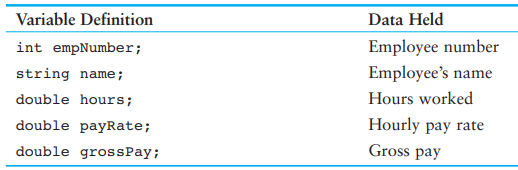 Variable Definition Data Held
int empNumber; Employee number
string name; Employee's name
double hours; Hours worked
double payRate; Hourly pay rate
double grossPay; Gross pay